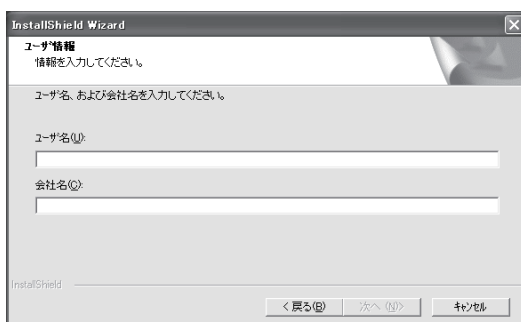 InstallShield Wizard
ユーザ情報
情報を入力してください。
ユーザ名、および会社名を入力してください。
ユーザ名(U):
会社名(C):
InstallShield
< 戻る(B)
次へ (N)>
キャンセル